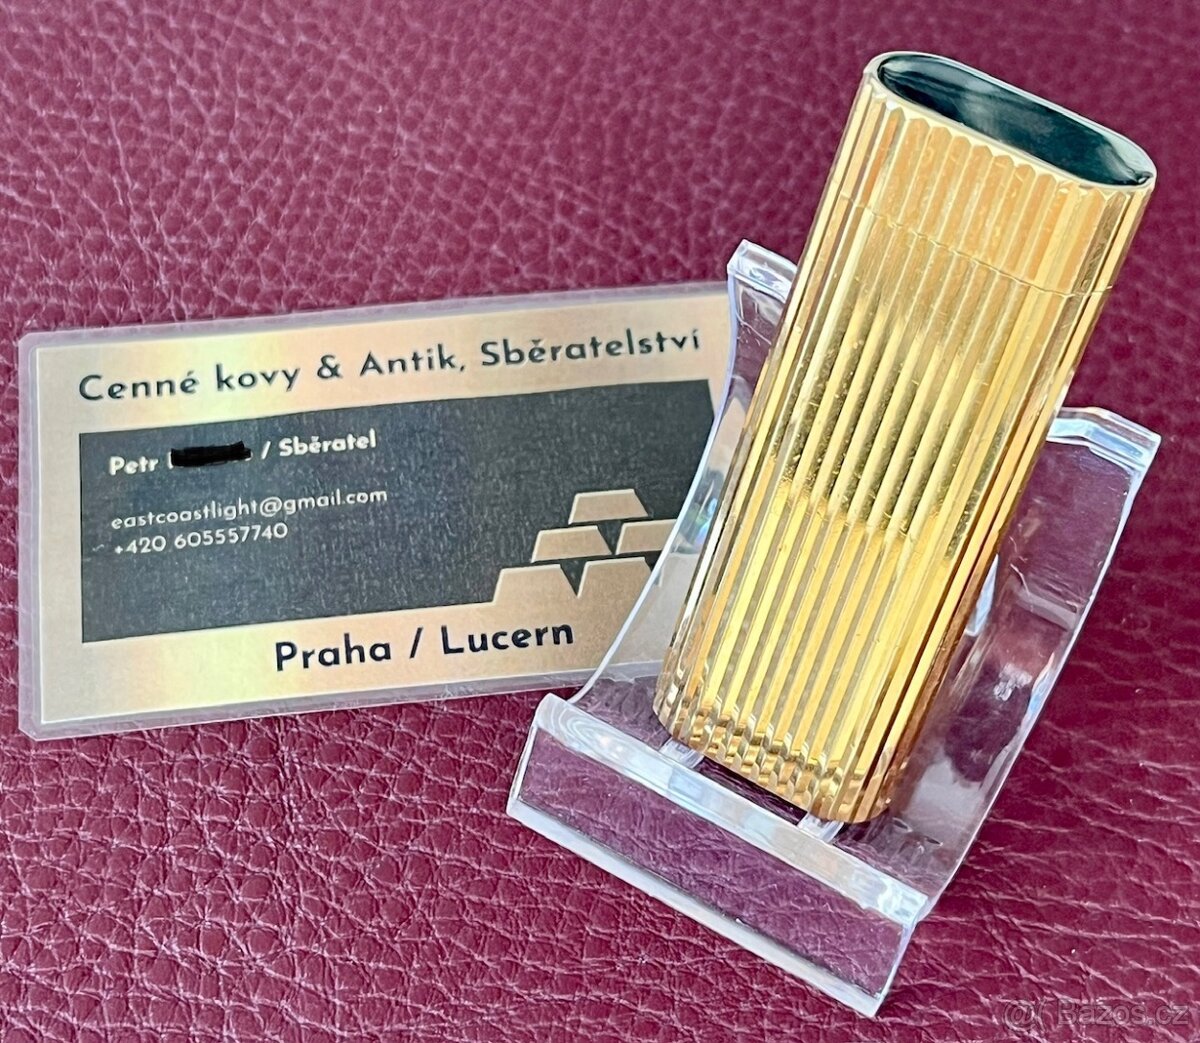 Cenné kovy & Antik, Sběratelství
Petr / Sběratel
eastcoastlight@gmail.com
+420 605557740
Praha / Lucern
@ Bazos.cz